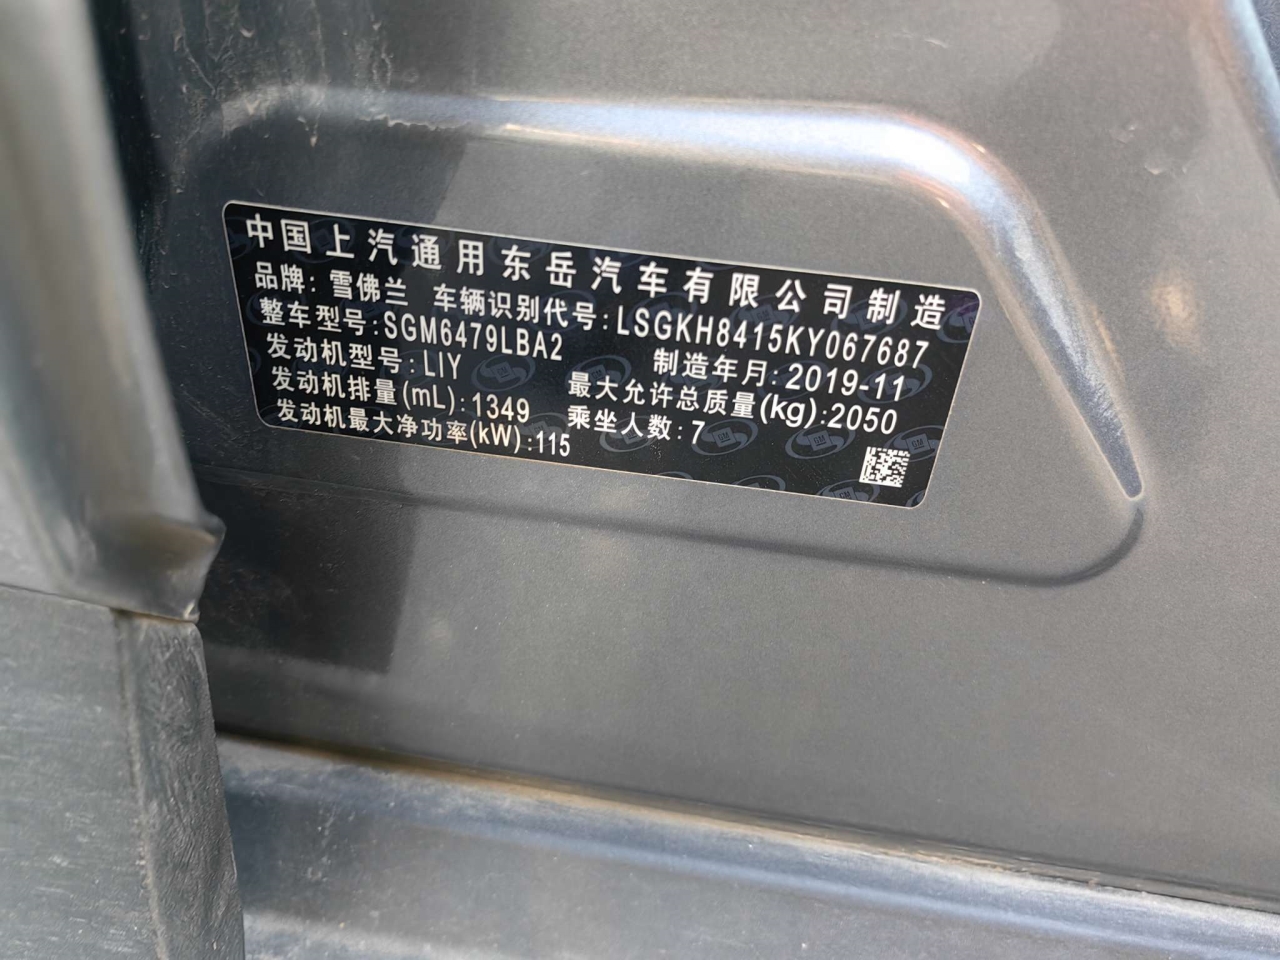 中国上汽通用东岳汽车有限公司制造
品牌: 雪佛兰 车辆识别代号: LSGKH8415KY067687
整车型号: SGM6479LBA2 制造年月: 2019-11
发动机型号: LIY 最大允许总质量(kg): 2050
发动机排量(mL): 1349 乘坐人数: 7
发动机最大净功率(kW): 115